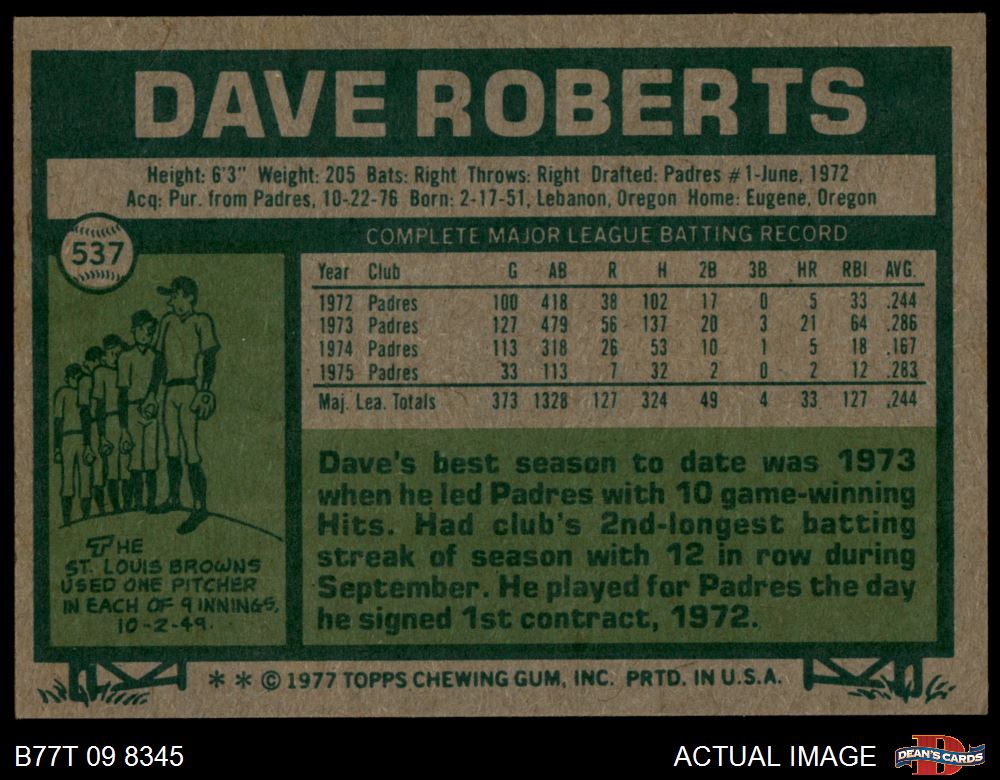 DAVE ROBERTS
Height: 6'3" Weight: 205 Bats: Right Throws: Right Drafted: Padres #1-June, 1972
Acq: Pur. from Padres, 10-22-76 Born: 2-17-51, Lebanon, Oregon Home: Eugene, Oregon
537
COMPLETE MAJOR LEAGUE BATTING RECORD
Year Club G AB R H 2B 3B HR RBI AVG.
1972 Padres 100 418 38 102 17 0 5 33 .244
1973 Padres 127 479 56 137 20 3 21 64 .286
1974 Padres 113 318 26 53 10 1 5 18 .167
1975 Padres 33 113 7 32 2 0 2 12 .283
Maj. Lea. Totals 373 1328 127 324 49 4 33 127 .244
THE
ST. LOUIS BROWNS
USED ONE PITCHER
IN EACH OF 9 INNINGS,
10-2-49.
Dave's best season to date was 1973
when he led Padres with 10 game-winning
Hits. Had club's 2nd-longest batting
streak of season with 12 in row during
September. He played for Padres the day
he signed 1st contract, 1972.
* * © 1977 TOPPS CHEWING GUM, INC. PRTD. IN U.S.A.
B77T 09 8345
ACTUAL IMAGE
D
DEAN'S CARDS